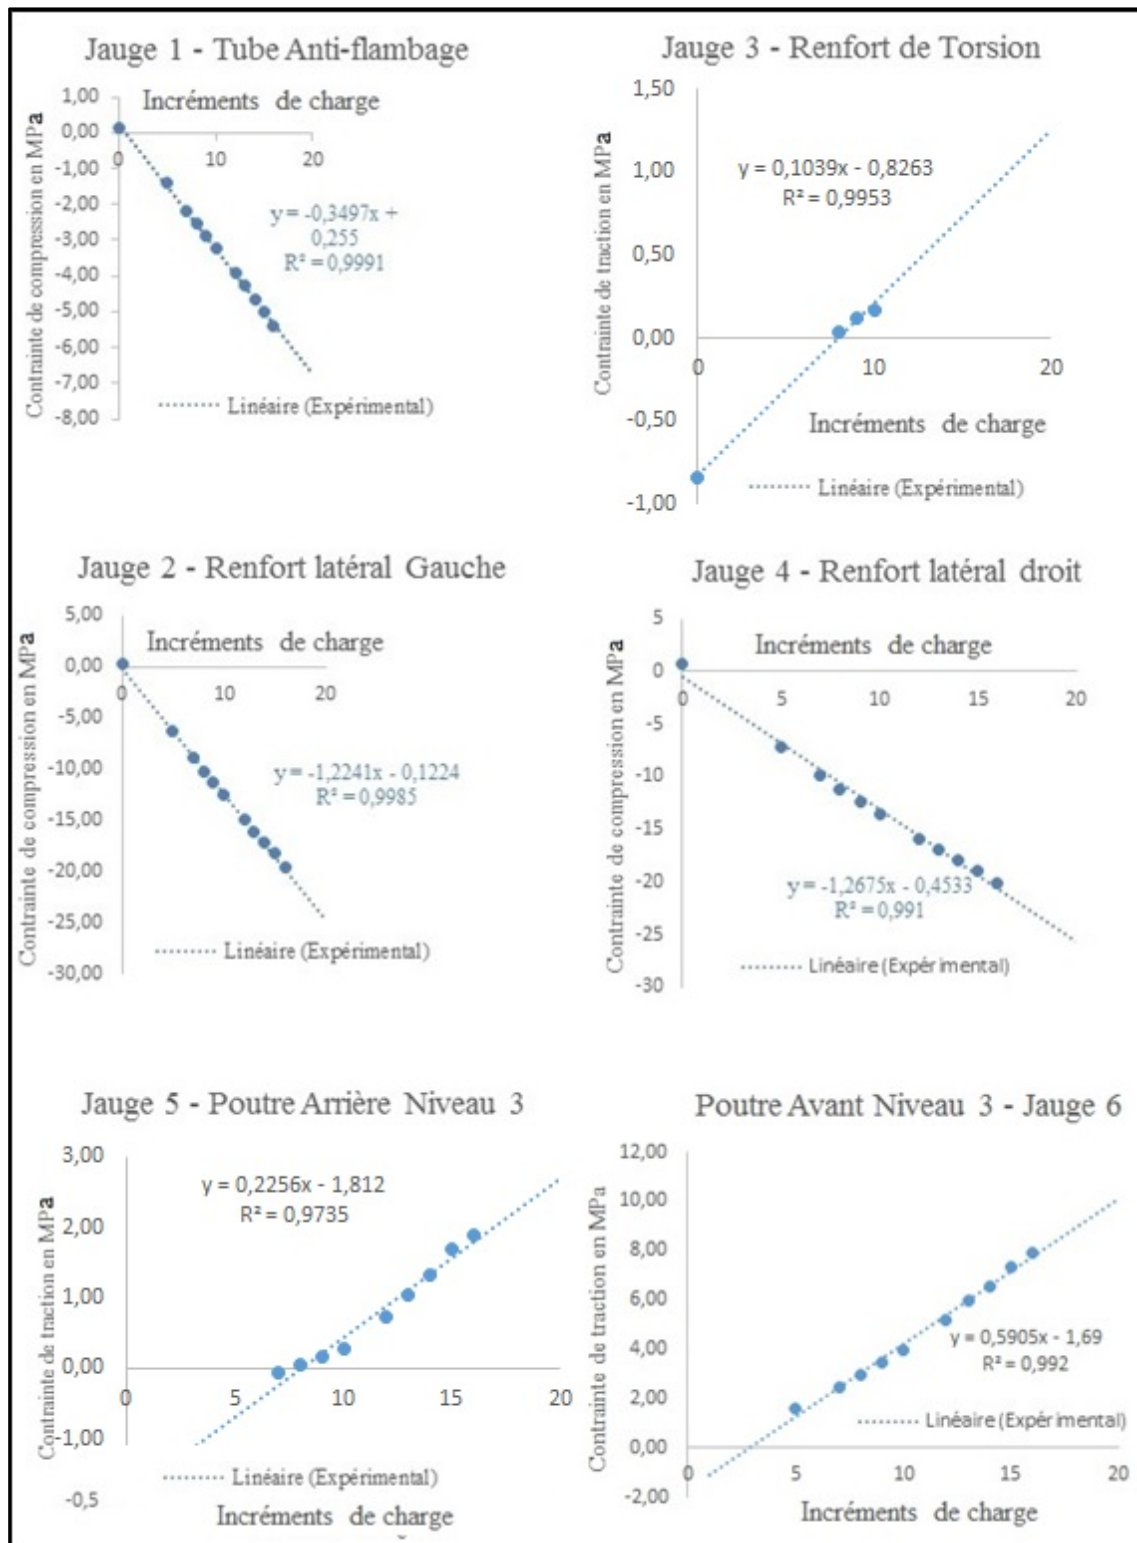 Jauge 1 - Tube Anti-flambage
Contrainte de compression en MPa
Incréments de charge
1,00
0,00
-1,00
-2,00
-3,00
-4,00
-5,00
-6,00
-7,00
-8,00
0
10
20
y = -0,3497x +
0,255
R² = 0,9991
Linéaire (Expérimental)
Jauge 3 - Renfort de Torsion
Contrainte de traction en MPa
1,50
1,00
0,50
0,00
-0,50
-1,00
y = 0,1039x - 0,8263
R² = 0,9953
0
10
20
Incréments de charge
Linéaire (Expérimental)
Jauge 2 - Renfort latéral Gauche
Contrainte de compression en MPa
Incréments de charge
5,00
0,00
-5,00
-10,00
-15,00
-20,00
-25,00
-30,00
0
10
20
y = -1,2241x - 0,1224
R² = 0,9985
Linéaire (Expérimental)
Jauge 4 - Renfort latéral droit
Contrainte de compression en MPa
Incréments de charge
5
0
-5
-10
-15
-20
-25
-30
0
5
10
15
20
y = -1,2675x - 0,4533
R² = 0,991
Linéaire (Expérimental)
Jauge 5 - Poutre Arrière Niveau 3
Contrainte de traction en MPa
3,00
2,00
1,00
0,00
-1,00
-0,5
y = 0,2256x - 1,812
R² = 0,9735
0
5
10
15
20
Linéaire (Expérimental)
Incréments de charge
Poutre Avant Niveau 3 - Jauge 6
Contrainte de traction en MPa
12,00
10,00
8,00
6,00
4,00
2,00
0,00
-2,00
y = 0,5905x - 1,69
R² = 0,992
Linéaire (Expérimental)
0
5
10
15
20
Incréments de charge